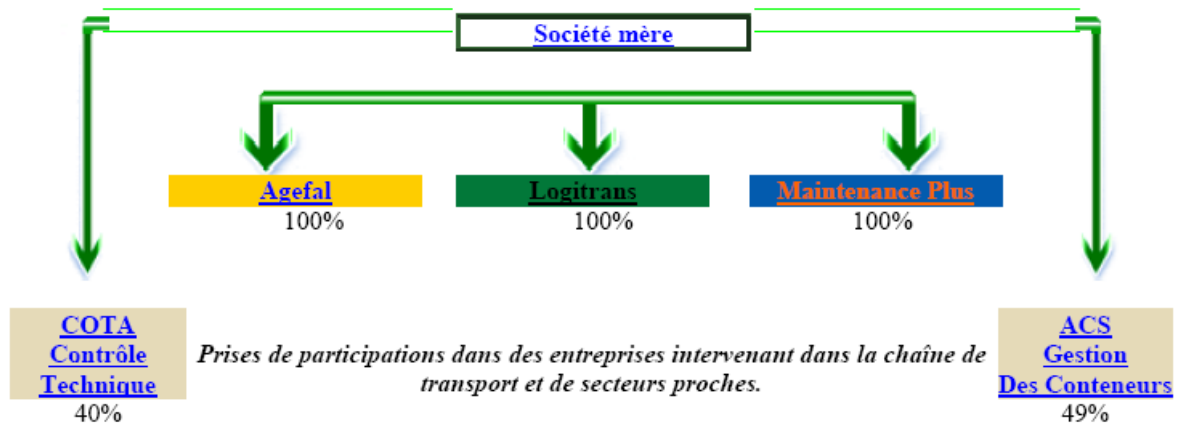 Société mère
Agefal
Logitrans
Maintenance Plus
100%
100%
100%
COTA
Contrôle
Technique
40%
Prises de participations dans des entreprises intervenant dans la chaîne de
transport et de secteurs proches.
ACS
Gestion
Des Conteneurs
49%